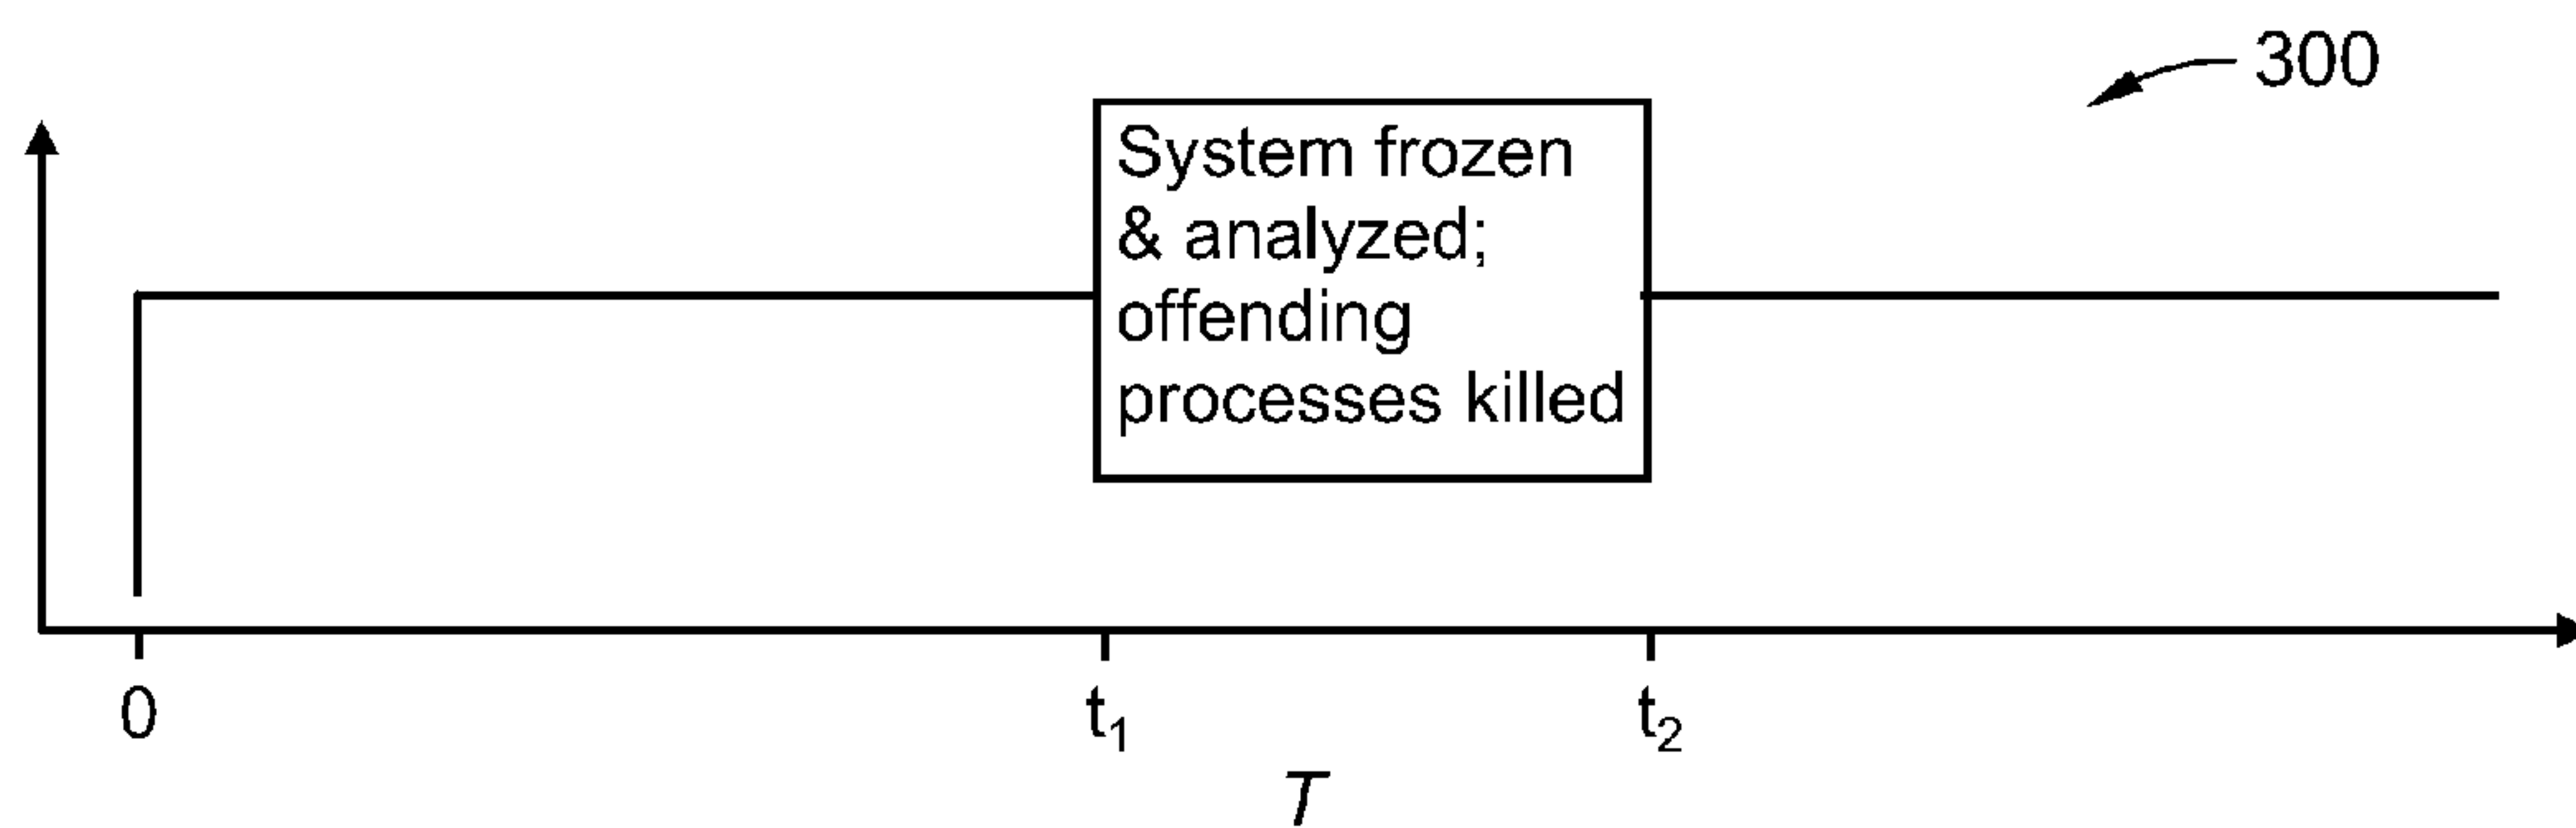 300
System frozen
& analyzed;
offending
processes killed
0
t₁
t₂
T